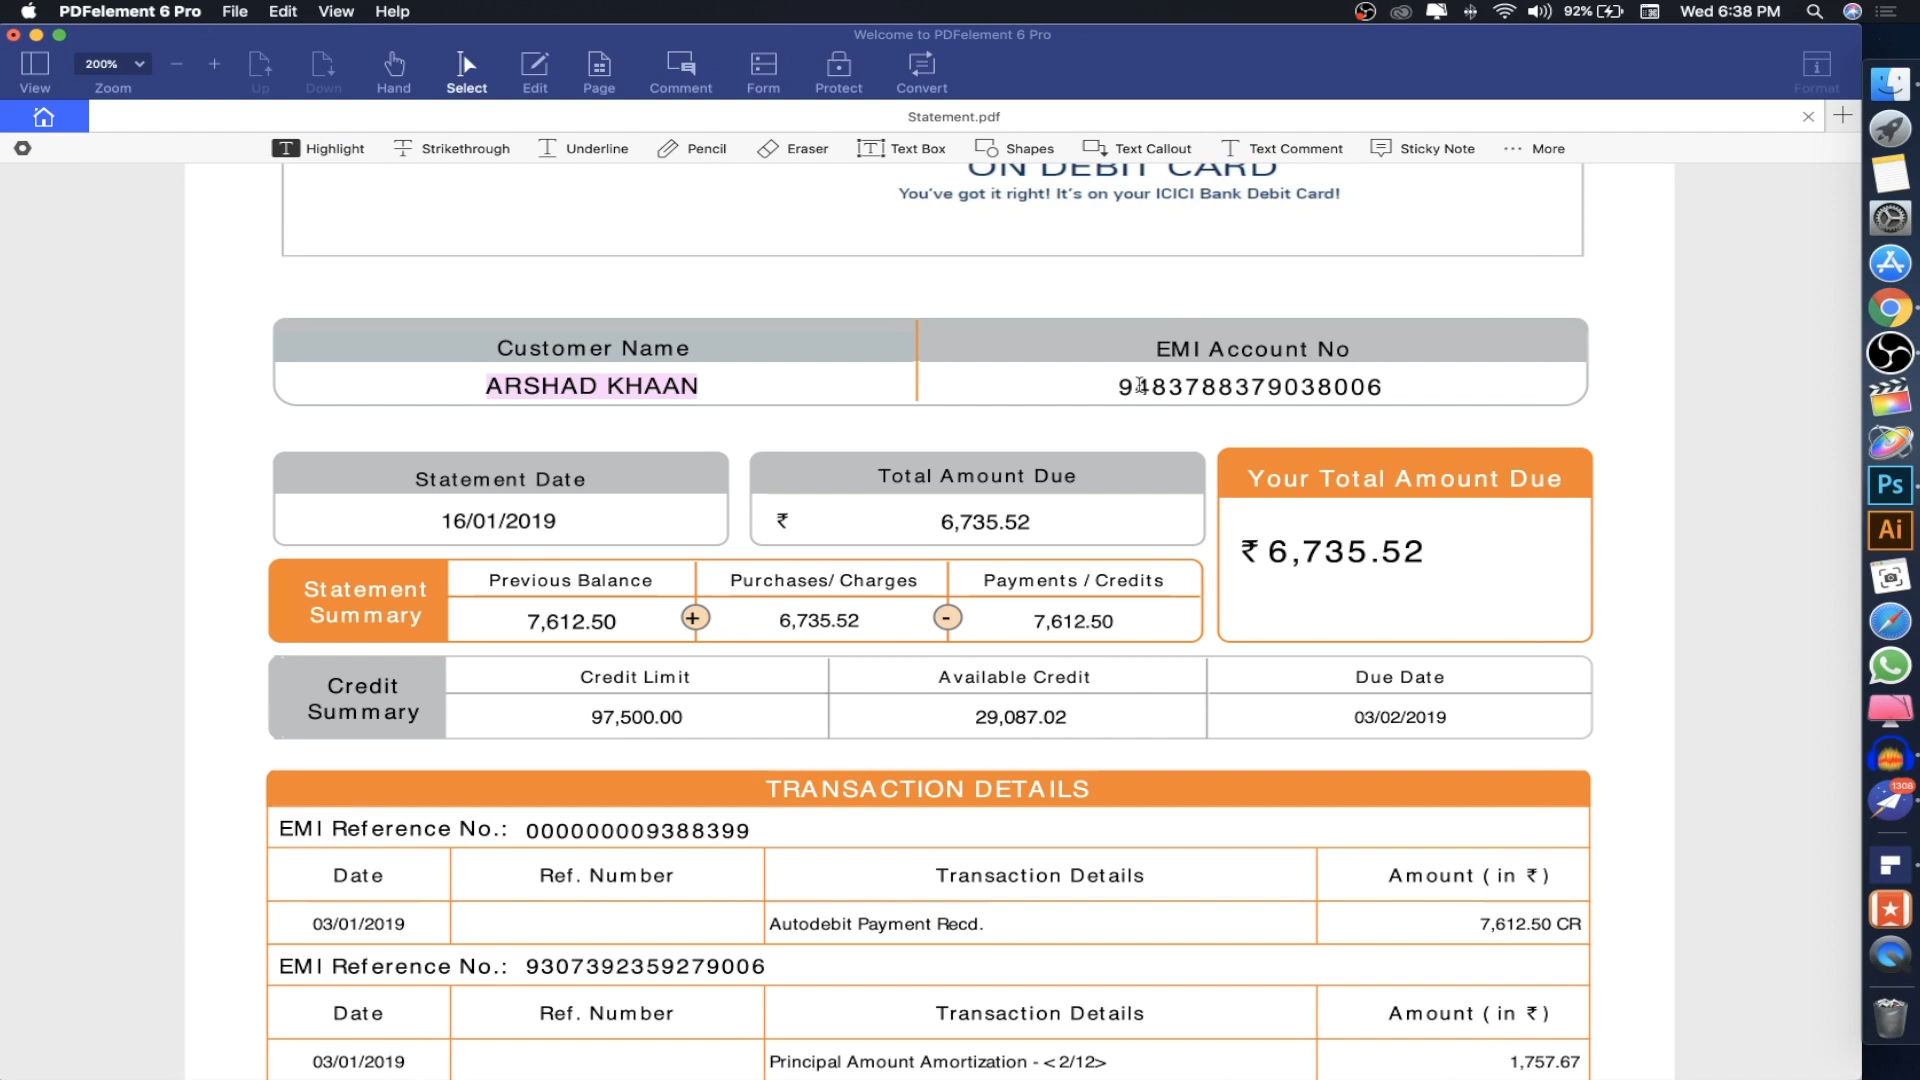 PDFelement 6 Pro File Edit View Help 92% Wed 6:38 PM
Welcome to PDFelement 6 Pro
200%
View Zoom Up Down Hand Select Edit Page Comment Form Protect Convert Format
Statement.pdf
Highlight Strikethrough Underline Pencil Eraser Text Box Shapes Text Callout Text Comment Sticky Note More
ON DEBIT CARD
You've got it right! It's on your ICICI Bank Debit Card!
Customer Name EMI Account No
ARSHAD KHAAN 9483788379038006
Statement Date Total Amount Due Your Total Amount Due
16/01/2019 ₹ 6,735.52
₹ 6,735.52
Statement Summary
Previous Balance Purchases/ Charges Payments / Credits
7,612.50 + 6,735.52 - 7,612.50
Credit Summary
Credit Limit Available Credit Due Date
97,500.00 29,087.02 03/02/2019
TRANSACTION DETAILS
EMI Reference No.: 000000009388399
Date Ref. Number Transaction Details Amount ( in ₹ )
03/01/2019 Autodebit Payment Recd. 7,612.50 CR
EMI Reference No.: 9307392359279006
Date Ref. Number Transaction Details Amount ( in ₹ )
03/01/2019 Principal Amount Amortization - < 2/12> 1,757.67
Ps
Ai
1308